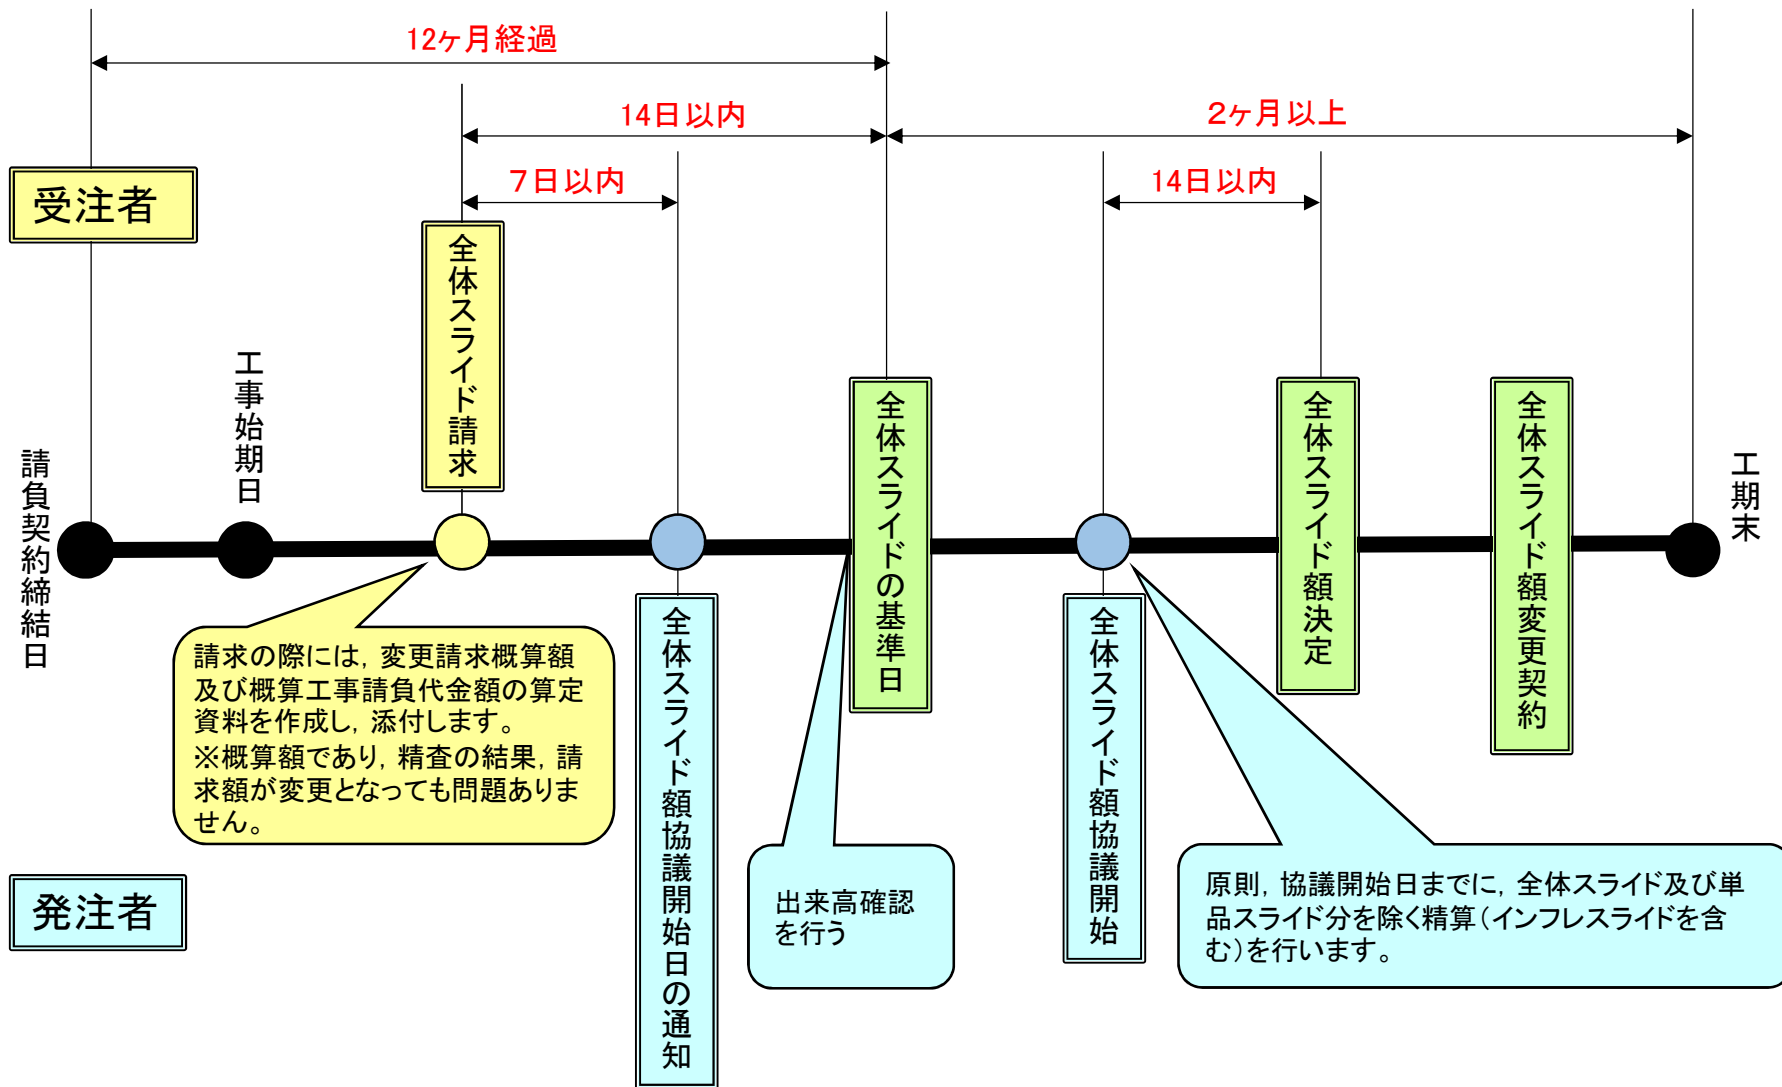 12ヶ月経過
14日以内
２ヶ月以上
７日以内
14日以内
受注者
請負契約締結日
工事始期日
全体スライド請求
全体スライド額協議開始日の通知
全体スライドの基準日
全体スライド額協議開始
全体スライド額決定
全体スライド額変更契約
工期末
請求の際には，変更請求概算額
及び概算工事請負代金額の算定
資料を作成し，添付します。
※概算額であり，精査の結果，請
求額が変更となっても問題ありま
せん。
出来高確認
を行う
原則，協議開始日までに，全体スライド及び単
品スライド分を除く精算（インフレスライドを含
む）を行います。
発注者